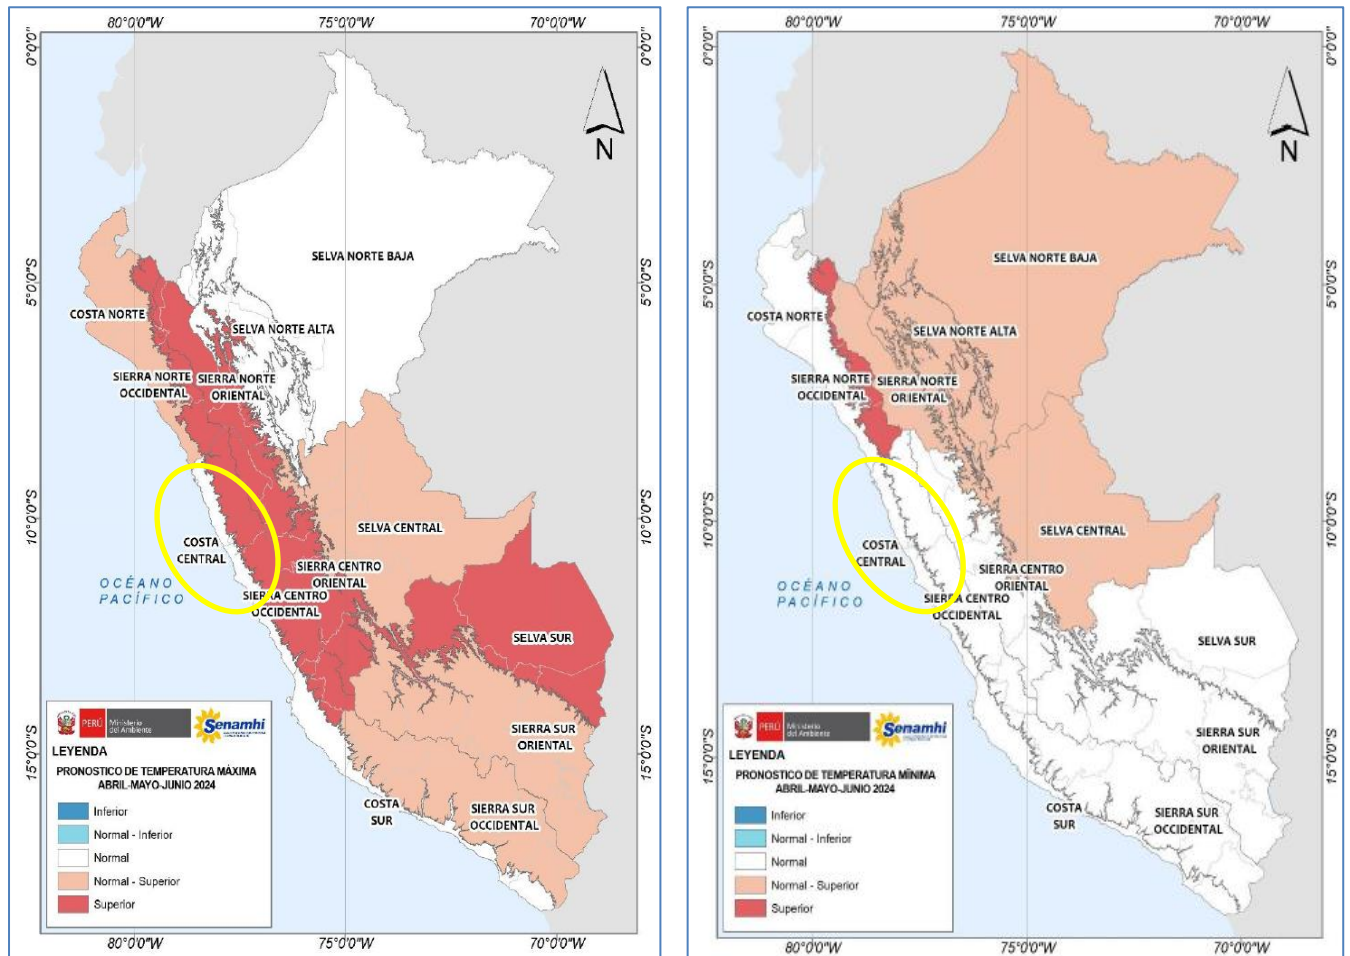 80°0'0"W 75°0'0"W 70°0'0"W
0°0'0"
5°0'0"S
10°0'0"S
15°0'0"S
N
SELVA NORTE BAJA
COSTA NORTE
SELVA NORTE ALTA
SIERRA NORTE
OCCIDENTAL
SIERRA NORTE
ORIENTAL
SELVA CENTRAL
COSTA
CENTRAL
SIERRA CENTRO
ORIENTAL
OCÉANO
PACÍFICO
SIERRA CENTRO
OCCIDENTAL
SELVA SUR
SIERRA SUR
ORIENTAL
COSTA
SUR
SIERRA SUR
OCCIDENTAL
PERÚ Ministerio
del Ambiente
Senamhi
LEYENDA
PRONOSTICO DE TEMPERATURA MÁXIMA
ABRIL-MAYO-JUNIO 2024
Inferior
Normal - Inferior
Normal
Normal - Superior
Superior
0°0'0"
5°0'0"S
10°0'0"S
15°0'0"S
80°0'0"W 75°0'0"W 70°0'0"W
80°0'0"W 75°0'0"W 70°0'0"W
0°0'0"
5°0'0"S
10°0'0"S
15°0'0"S
N
SELVA NORTE BAJA
COSTA NORTE
SELVA NORTE ALTA
SIERRA NORTE
OCCIDENTAL
SIERRA NORTE
ORIENTAL
SELVA CENTRAL
COSTA
CENTRAL
SIERRA CENTRO
ORIENTAL
OCÉANO
PACÍFICO
SIERRA CENTRO
OCCIDENTAL
SELVA SUR
SIERRA SUR
ORIENTAL
COSTA
SUR
SIERRA SUR
OCCIDENTAL
PERÚ Ministerio
del Ambiente
Senamhi
LEYENDA
PRONOSTICO DE TEMPERATURA MÍNIMA
ABRIL-MAYO-JUNIO 2024
Inferior
Normal - Inferior
Normal
Normal - Superior
Superior
0°0'0"
5°0'0"S
10°0'0"S
15°0'0"S
80°0'0"W 75°0'0"W 70°0'0"W